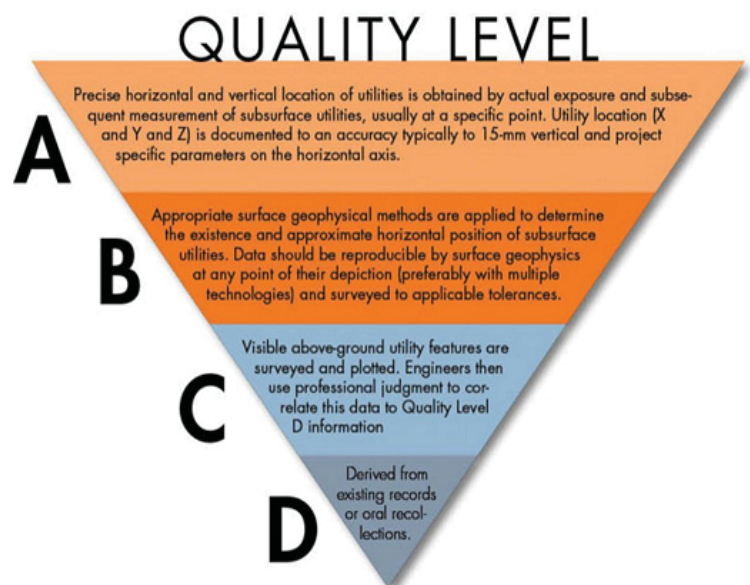 QUALITY LEVEL
A
Precise horizontal and vertical location of utilities is obtained by actual exposure and subse-
quent measurement of subsurface utilities, usually at a specific point. Utility location (X
and Y and Z) is documented to an accuracy typically to 15-mm vertical and project
specific parameters on the horizontal axis.
B
Appropriate surface geophysical methods are applied to determine
the existence and approximate horizontal position of subsurface
utilities. Data should be reproducible by surface geophysics
at any point of their depiction (preferably with multiple
technologies) and surveyed to applicable tolerances.
C
Visible above-ground utility features are
surveyed and plotted. Engineers then
use professional judgment to cor-
relate this data to Quality Level
D information
D
Derived from
existing records
or oral recol-
lections.